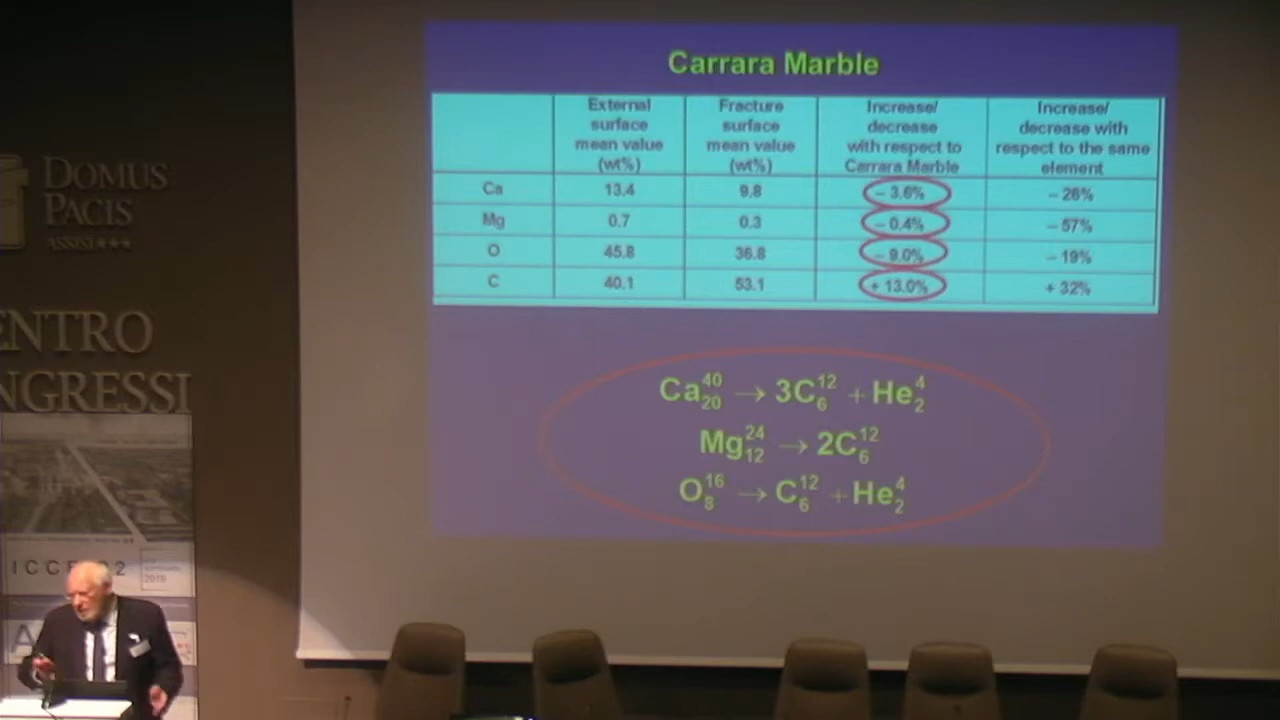 Carrara Marble
External surface mean value (wt%) Fracture surface mean value (wt%) Increase/ decrease with respect to Carrara Marble Increase/ decrease with respect to the same element
Ca 13.4 9.8 – 3.6% – 26%
Mg 0.7 0.3 – 0.4% – 57%
O 45.8 36.8 – 9.0% – 19%
C 40.1 53.1 + 13.0% + 32%
Ca⁴⁰₂₀ → 3C¹²₆ + He⁴₂
Mg²⁴₁₂ → 2C¹²₆
O¹⁶₈ → C¹²₆ + He⁴₂
DOMUS
PACIS
ASSISI★★★
ENTRO
NGRESSI
2019